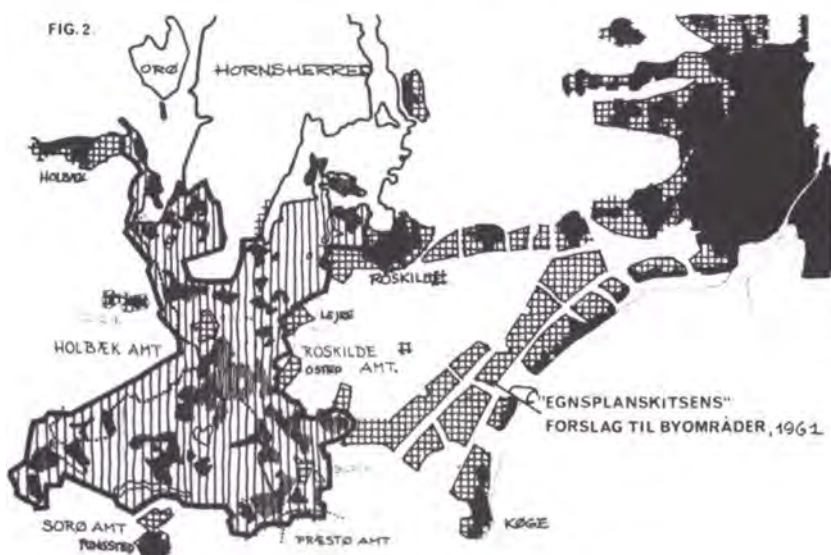 FIG. 2.
ORØ
HORNSHERRED
HOLBÆK
ROSKILDE
LEJRE
HOLBÆK AMT
ROSKILDE
OSTED AMT.
"EGNSPLANSKITSENS"
FORSLAG TIL BYOMRÅDER, 1961
SORØ AMT
RINGSTED
PRÆSTØ AMT
KØGE